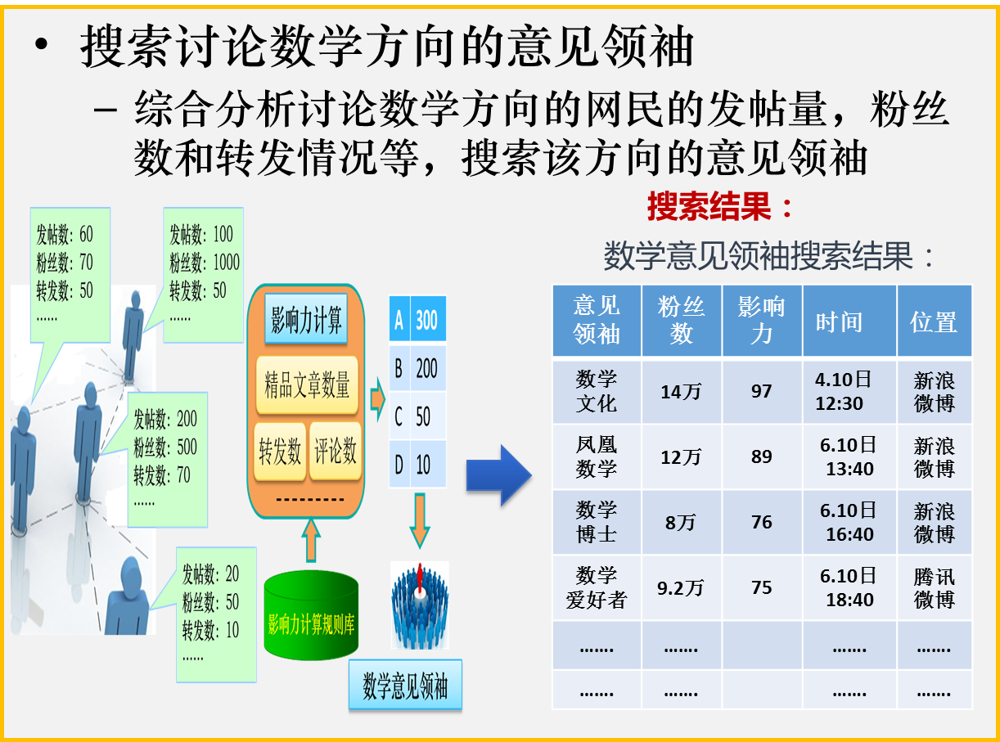 • 搜索讨论数学方向的意见领袖
– 综合分析讨论数学方向的网民的发帖量，粉丝
数和转发情况等，搜索该方向的意见领袖
发帖数: 60
粉丝数: 70
转发数: 50
……
发帖数: 100
粉丝数: 1000
转发数: 50
……
发帖数: 200
粉丝数: 500
转发数: 70
……
发帖数: 20
粉丝数: 50
转发数: 10
……
影响力计算
精品文章数量
转发数 评论数
---------
影响力计算规则库
A 300
B 200
C 50
D 10
数学意见领袖
搜索结果：
数学意见领袖搜索结果：
意见
领袖
粉丝
数
影响
力
时间
位置
数学
文化
14万
97
4.10日
12:30
新浪
微博
凤凰
数学
12万
89
6.10日
13:40
新浪
微博
数学
博士
8万
76
6.10日
16:40
新浪
微博
数学
爱好者
9.2万
75
6.10日
18:40
腾讯
微博
……. ……. ……. …….
……. ……. ……. …….